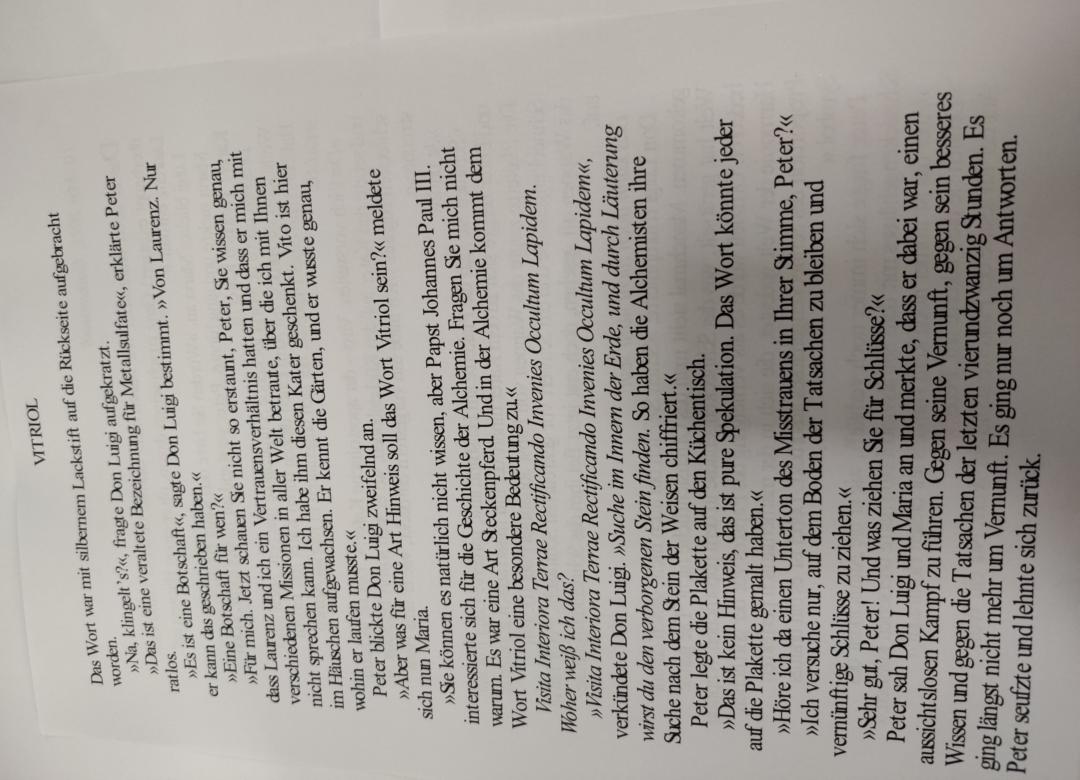 VITRIOL
Das Wort war mit silbernem Lackstift auf die Rückseite aufgebracht
worden.
»Na, klingelt’s?«, frage Don Luigi aufgekratzt.
»Das ist eine veraltete Bezeichnung für Metallsulfate«, erklärte Peter
ratlos.
»Es ist eine Botschaft«, sagte Don Luigi bestimmt. »Von Laurenz. Nur
er kann das geschrieben haben.«
»Eine Botschaft für wen?«
»Für mich. Jetzt schauen Sie nicht so erstaunt, Peter, Sie wissen genau,
dass Laurenz und ich ein Vertrauensverhältnis hatten und dass er mich mit
verschiedenen Missionen in aller Welt betraute, über die ich mit Ihnen
nicht sprechen kann. Ich habe ihm diesen Kater geschenkt. Vito ist hier
im Häuschen aufgewachsen. Er kennt die Gärten, und er wusste genau,
wohin er laufen musste.«
Peter blickte Don Luigi zweifelnd an.
»Aber was für eine Art Hinweis soll das Wort Vitriol sein?« meldete
sich nun Maria.
»Sie können es natürlich nicht wissen, aber Papst Johannes Paul III.
interessierte sich für die Geschichte der Alchemie. Fragen Sie mich nicht
warum. Es war eine Art Steckenpferd. Und in der Alchemie kommt dem
Wort Vitriol eine besondere Bedeutung zu.«
Visita Interiora Terrae Rectificando Invenies Occultum Lapidem.
Woher weiß ich das?
»Visita Interiora Terrae Rectificando Invenies Occultum Lapidem«,
verkündete Don Luigi. »Suche im Innern der Erde, und durch Läuterung
wirst du den verborgenen Stein finden. So haben die Alchemisten ihre
Suche nach dem Stein der Weisen chiffriert.«
Peter legte die Plakette auf den Küchentisch.
»Das ist kein Hinweis, das ist pure Spekulation. Das Wort könnte jeder
auf die Plakette gemalt haben.«
»Höre ich da einen Unterton des Misstrauens in Ihrer Stimme, Peter?«
»Ich versuche nur, auf dem Boden der Tatsachen zu bleiben und
vernünftige Schlüsse zu ziehen.«
»Sehr gut, Peter! Und was ziehen Sie für Schlüsse?«
Peter sah Don Luigi und Maria an und merkte, dass er dabei war, einen
aussichtslosen Kampf zu führen. Gegen seine Vernunft, gegen sein besseres
Wissen und gegen die Tatsachen der letzten vierundzwanzig Stunden. Es
ging längst nicht mehr um Vernunft. Es ging nur noch um Antworten.
Peter seufzte und lehnte sich zurück.